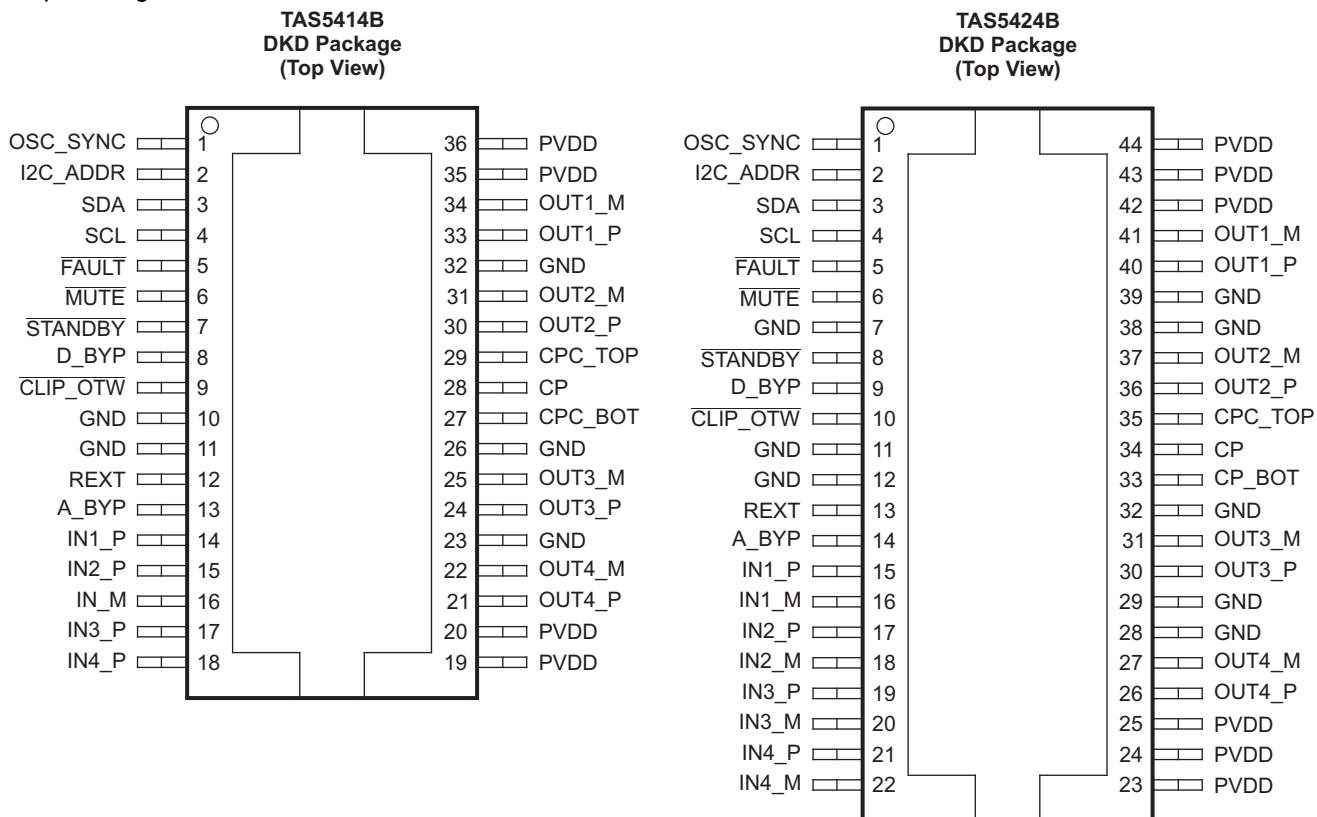 TAS5414B
DKD Package
(Top View)
OSC_SYNC 1 36 PVDD
I2C_ADDR 2 35 PVDD
SDA 3 34 OUT1_M
SCL 4 33 OUT1_P
FAULT 5 32 GND
MUTE 6 31 OUT2_M
STANDBY 7 30 OUT2_P
D_BYP 8 29 CPC_TOP
CLIP_OTW 9 28 CP
GND 10 27 CPC_BOT
GND 11 26 GND
REXT 12 25 OUT3_M
A_BYP 13 24 OUT3_P
IN1_P 14 23 GND
IN2_P 15 22 OUT4_M
IN_M 16 21 OUT4_P
IN3_P 17 20 PVDD
IN4_P 18 19 PVDD
TAS5424B
DKD Package
(Top View)
OSC_SYNC 1 44 PVDD
I2C_ADDR 2 43 PVDD
SDA 3 42 PVDD
SCL 4 41 OUT1_M
FAULT 5 40 OUT1_P
MUTE 6 39 GND
GND 7 38 GND
STANDBY 8 37 OUT2_M
D_BYP 9 36 OUT2_P
CLIP_OTW 10 35 CPC_TOP
GND 11 34 CP
GND 12 33 CP_BOT
REXT 13 32 GND
A_BYP 14 31 OUT3_M
IN1_P 15 30 OUT3_P
IN1_M 16 29 GND
IN2_P 17 28 GND
IN2_M 18 27 OUT4_M
IN3_P 19 26 OUT4_P
IN3_M 20 25 PVDD
IN4_P 21 24 PVDD
IN4_M 22 23 PVDD